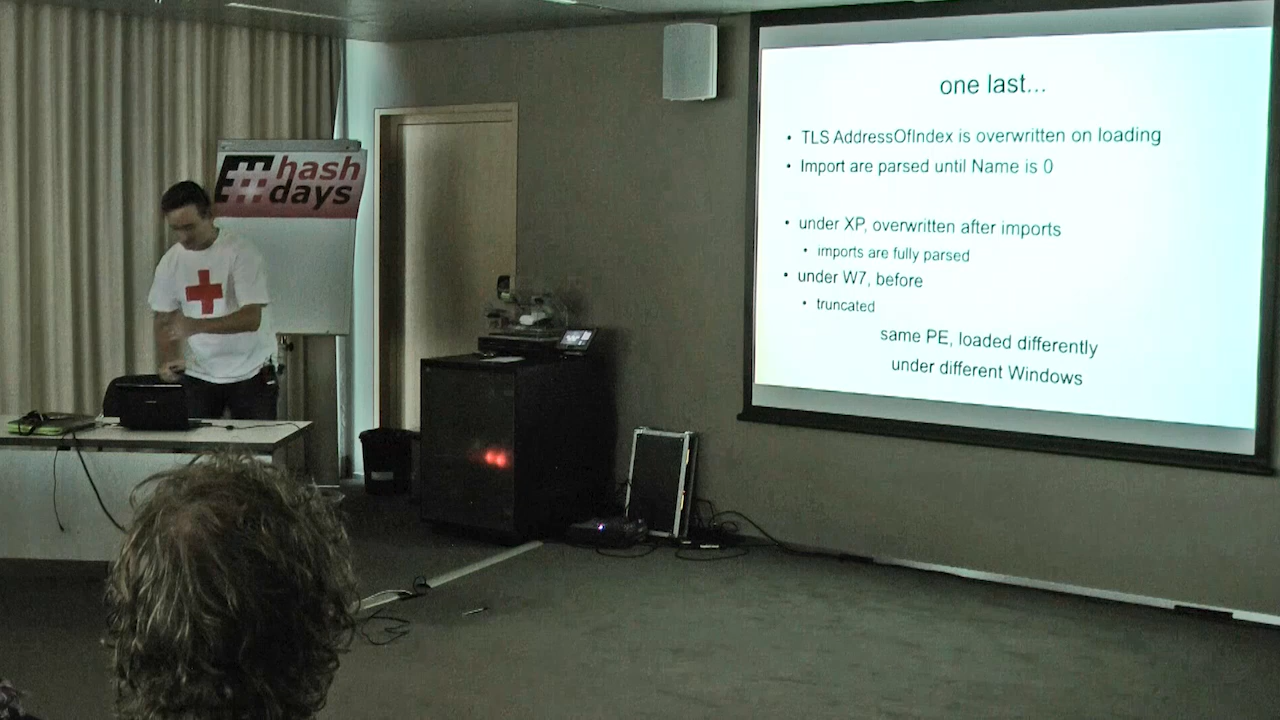 hash
days
one last...
• TLS AddressOfIndex is overwritten on loading
• Import are parsed until Name is 0
• under XP, overwritten after imports
• imports are fully parsed
• under W7, before
• truncated
same PE, loaded differently
under different Windows